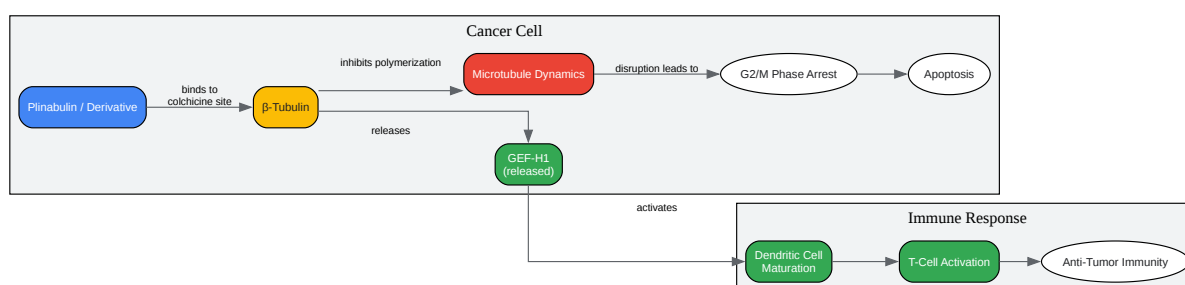 Cancer Cell
inhibits polymerization
Microtubule Dynamics
disruption leads to
G2/M Phase Arrest
Apoptosis
Plinabulin / Derivative
binds to
colchicine site
β-Tubulin
releases
GEF-H1
(released)
activates
Immune Response
Dendritic Cell
Maturation
T-Cell Activation
Anti-Tumor Immunity